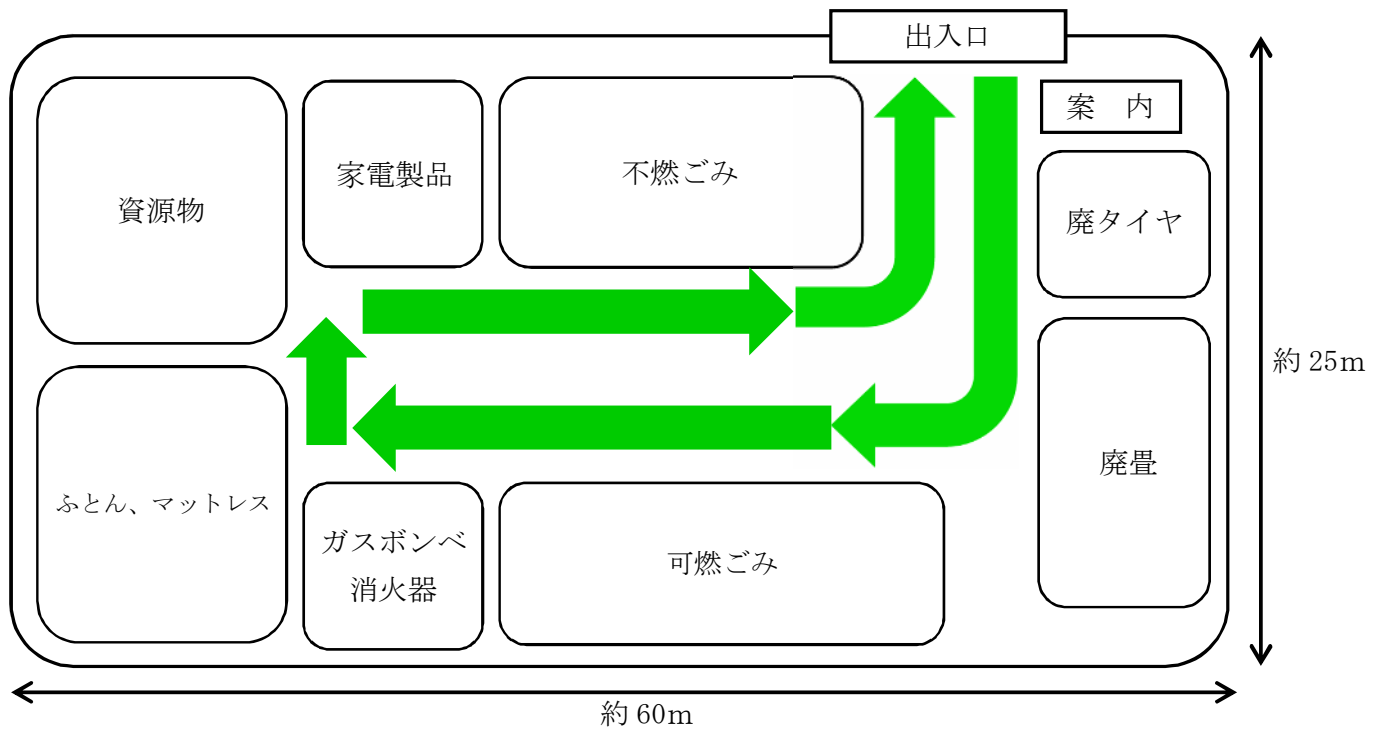 出入口
案　内
家電製品
不燃ごみ
資源物
廃タイヤ
約 25m
廃畳
ふとん、マットレス
ガスボンベ
消火器
可燃ごみ
約 60m